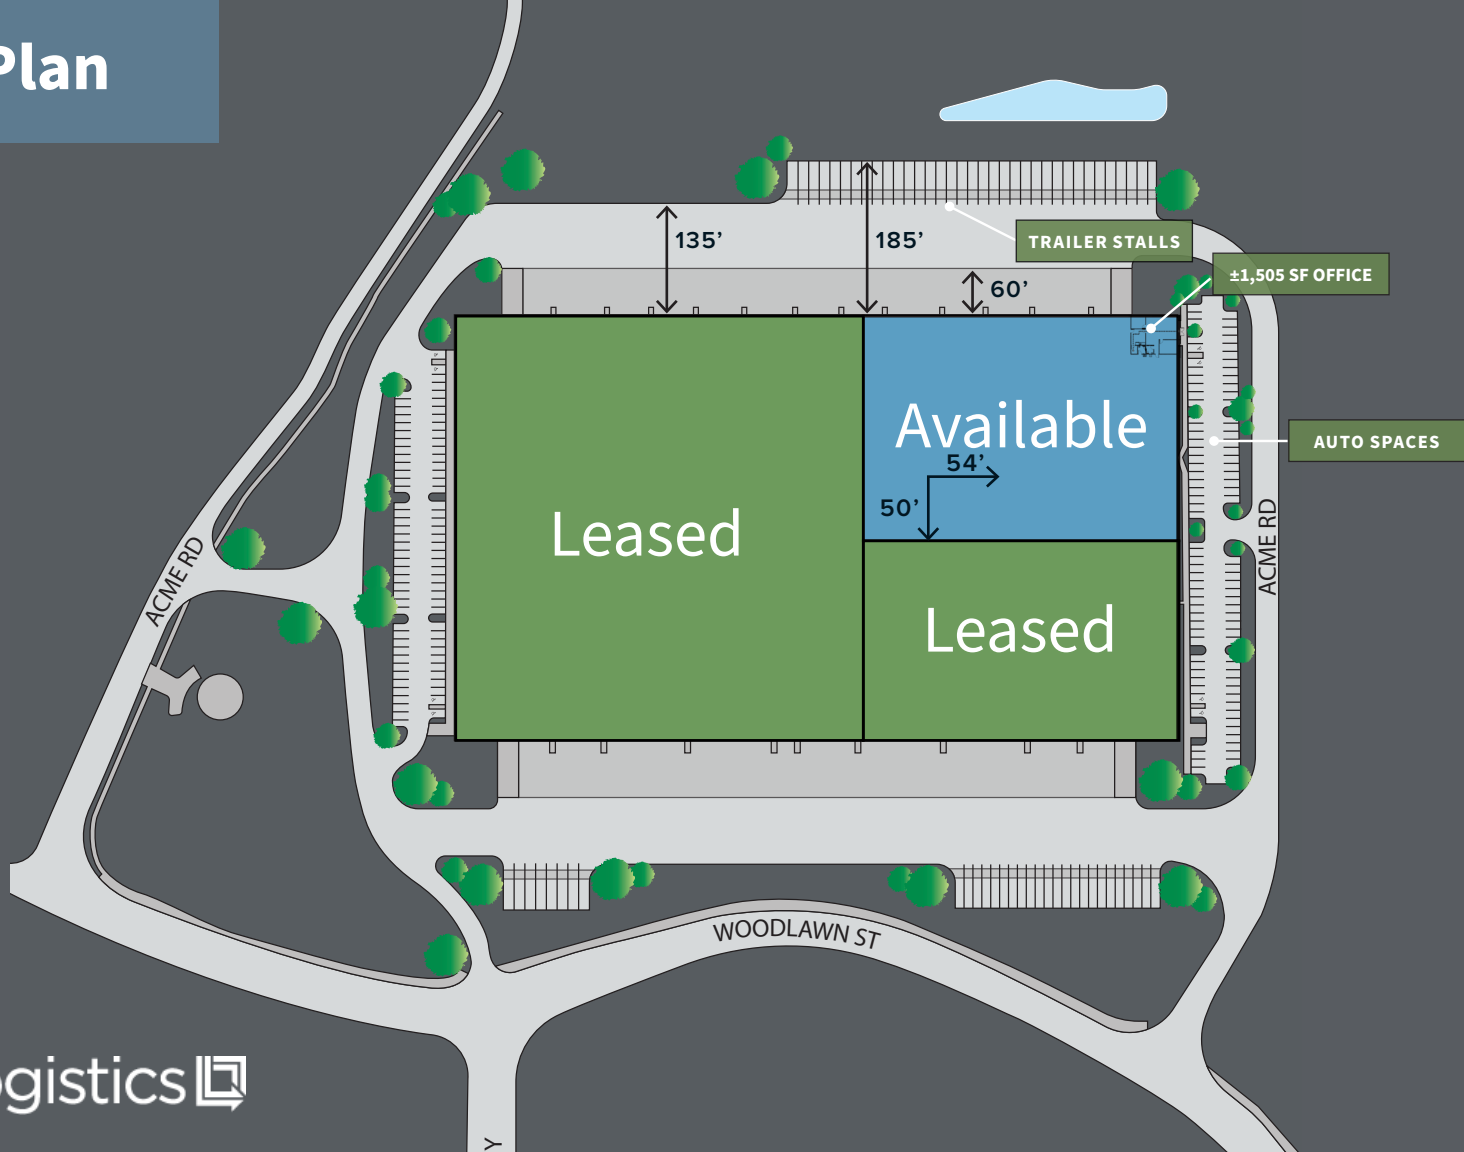 Plan
135'
185'
TRAILER STALLS
±1,505 SF OFFICE
60'
Available
54'
50'
AUTO SPACES
Leased
Leased
ACME RD
ACME RD
WOODLAWN ST
ogistics
Y